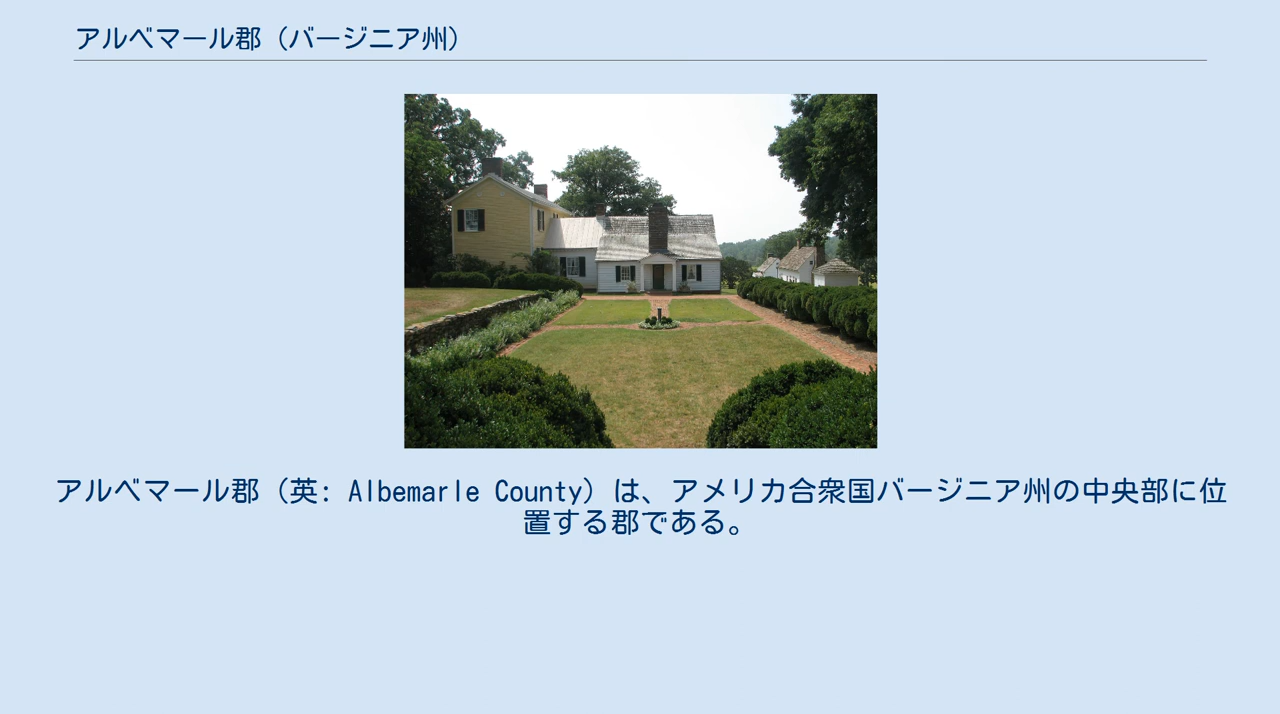 アルベマール郡（バージニア州）
アルベマール郡（英: Albemarle County）は、アメリカ合衆国バージニア州の中央部に位
置する郡である。